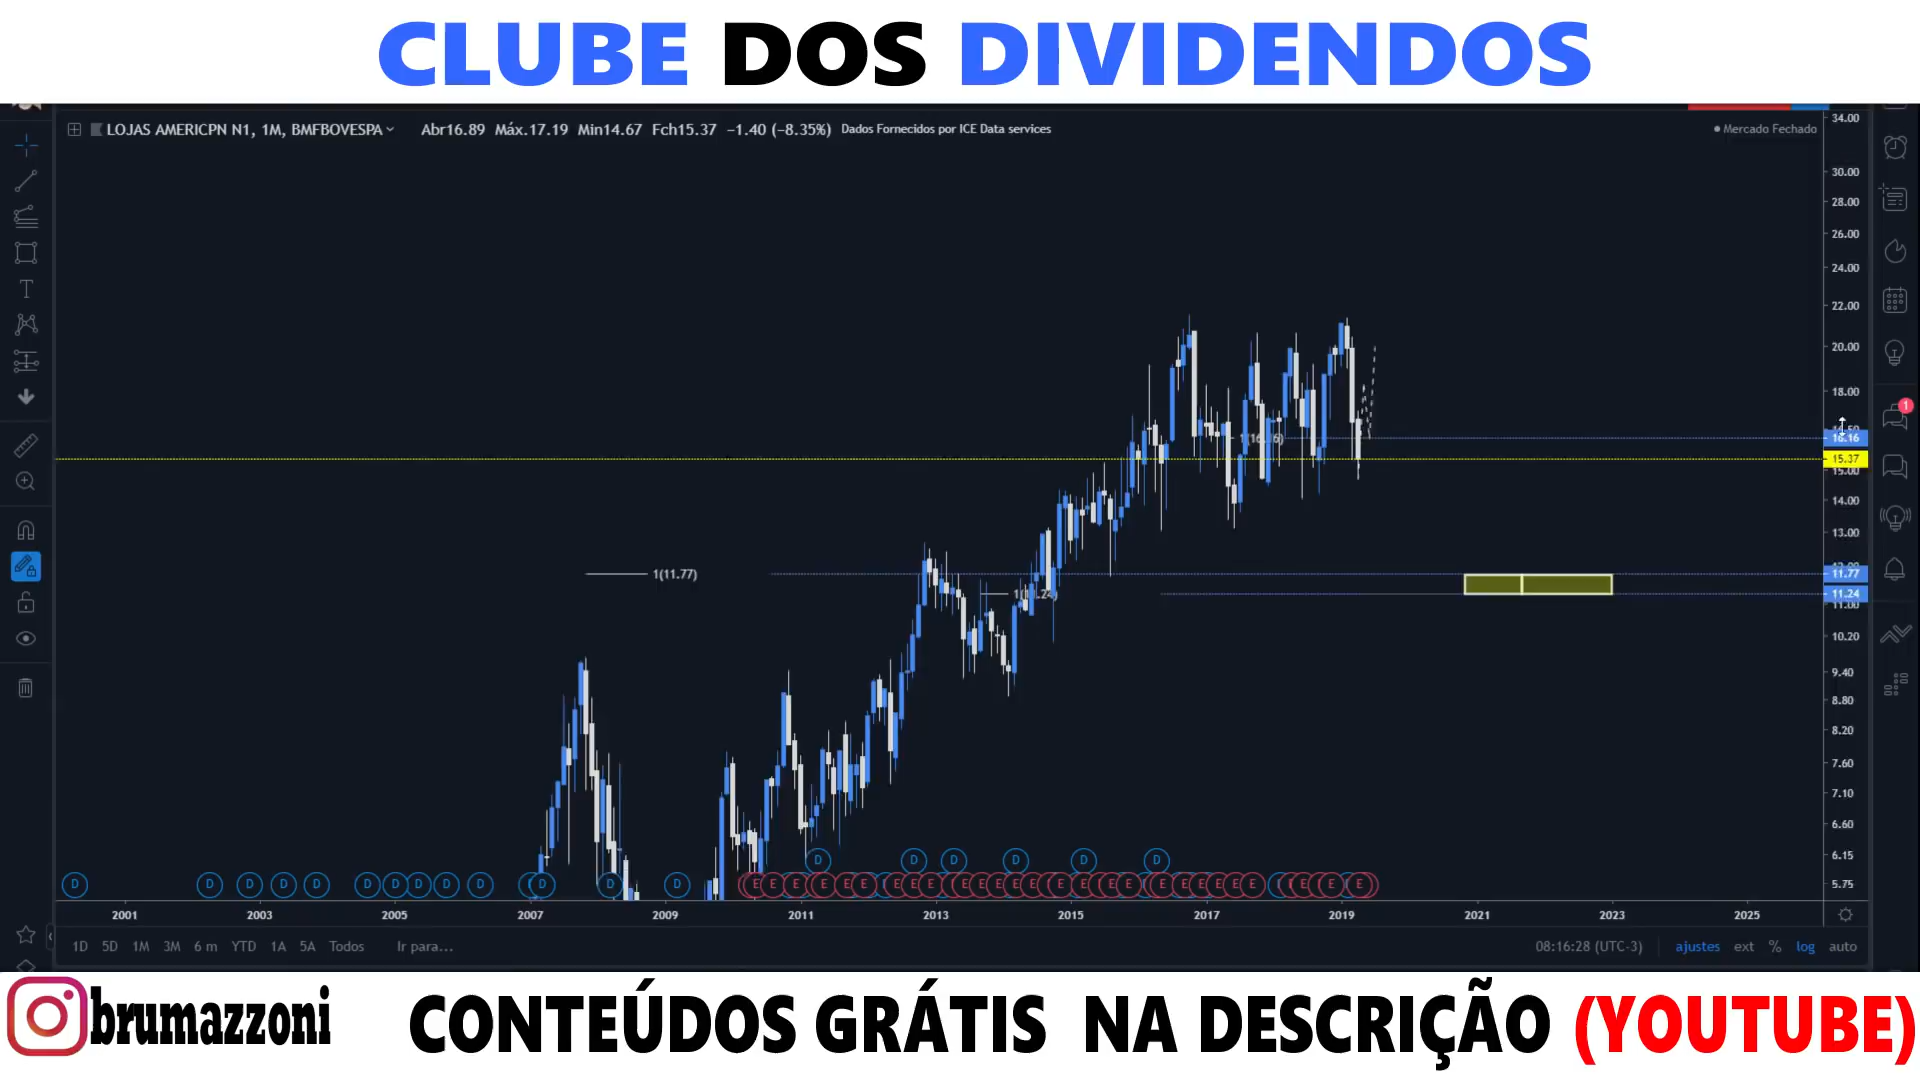 CLUBE DOS DIVIDENDOS
LOJAS AMERICPN N1, 1M, BMFBOVESPA Abr16.89 Máx.17.19 Mín14.67 Fch15.37 −1.40 (−8.35%) Dados Fornecidos por ICE Data services
Mercado Fechado
34.00
30.00
28.00
26.00
24.00
22.00
20.00
18.00
1
16.16
15.37
15.00
14.00
13.00
1(11.77)
11.77
11.24
11.00
10.20
9.40
8.80
8.20
7.60
7.10
6.60
6.15
5.75
D D D D D D
D D D D D D D D D D D D D
E E E E E E E E E E E E E E E E E E E E E E E E E E
2001 2003 2005 2007 2009 2011 2013 2015 2017 2019 2021 2023 2025
1D 5D 1M 3M 6 m YTD 1A 5A Todos Ir para...
08:16:28 (UTC-3) ajustes ext % log auto
brumazzoni CONTEÚDOS GRÁTIS NA DESCRIÇÃO (YOUTUBE)